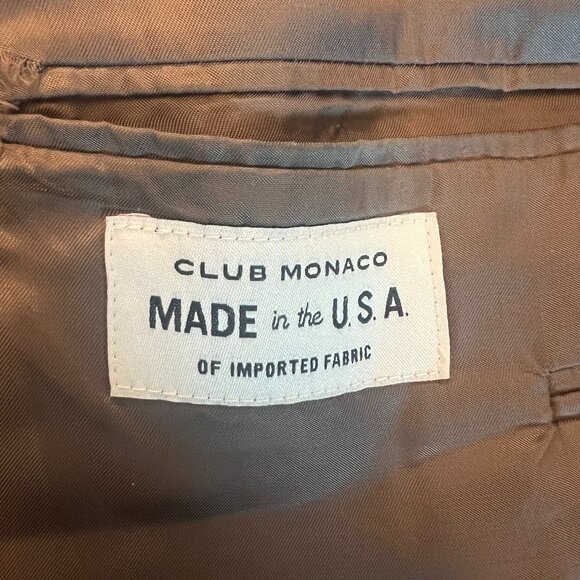 CLUB MONACO
MADE in the U.S.A.
OF IMPORTED FABRIC